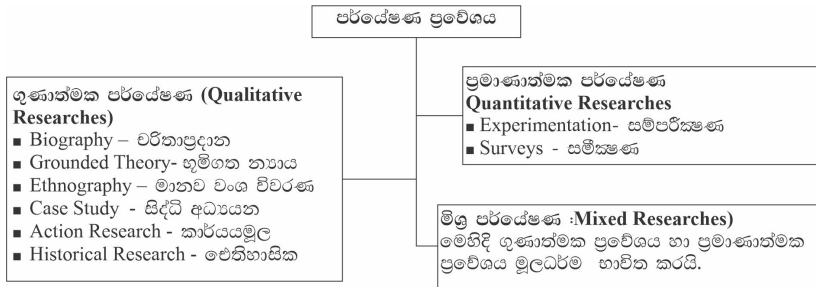 පර්යේෂණ ප්‍රවේශය
ගුණාත්මක පර්යේෂණ (Qualitative
Researches)
■ Biography – චරිතාප්‍රදාන
■ Grounded Theory- භූමිගත න්‍යාය
■ Ethnography – මානව වංශ විවරණ
■ Case Study - සිද්ධි අධ්‍යයන
■ Action Research - කාර්යයමූල
■ Historical Research - ඓතිහාසික
ප්‍රමාණාත්මක පර්යේෂණ
Quantitative Researches
■ Experimentation- සම්පරීක්‍ෂණ
■ Surveys - සමීක්‍ෂණ
මිශ්‍ර පර්යේෂණ :Mixed Researches)
මෙහිදි ගුණාත්මක ප්‍රවේශය හා ප්‍රමාණාත්මක
ප්‍රවේශය මූලධර්ම භාවිත කරයි.